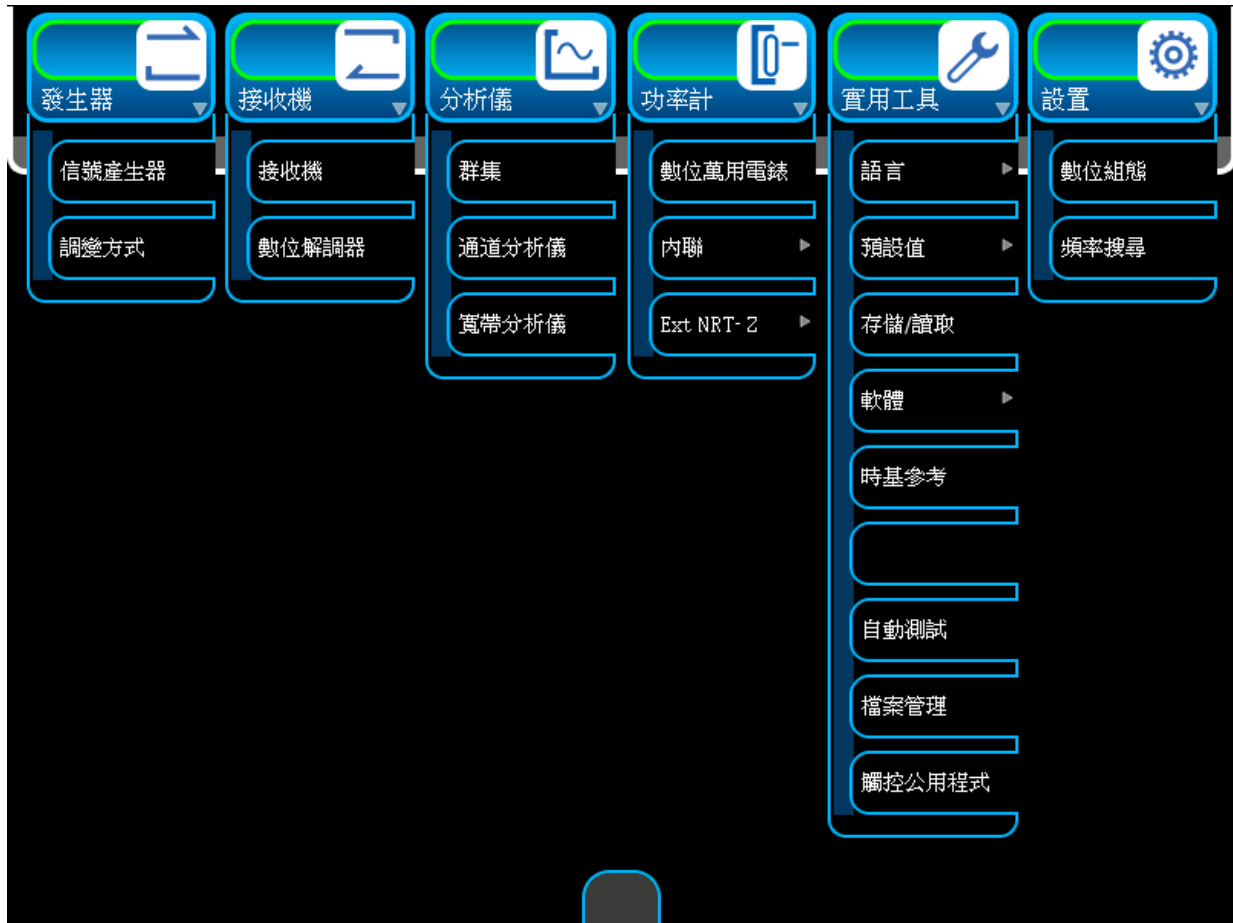 發生器
接收機
分析儀
功率計
實用工具
設置
信號產生器
調變方式
接收機
數位解調器
群集
通道分析儀
寬帶分析儀
數位萬用電錶
內聯
Ext NRT-Z
語言
預設值
存儲/讀取
軟體
時基參考
自動測試
檔案管理
觸控公用程式
數位組態
頻率搜尋